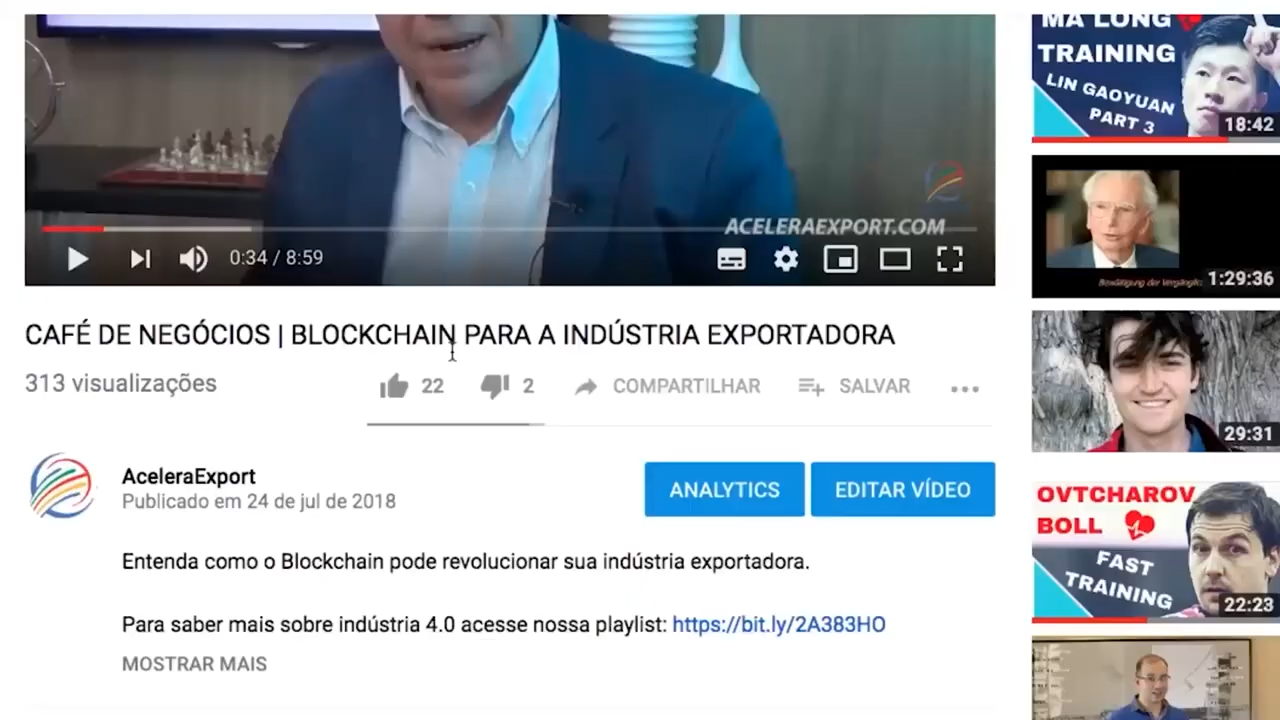 ACELERAEXPORT.COM
0:34 / 8:59
CAFÉ DE NEGÓCIOS | BLOCKCHAIN PARA A INDÚSTRIA EXPORTADORA
313 visualizações
22
2
COMPARTILHAR
SALVAR
AceleraExport
Publicado em 24 de jul de 2018
ANALYTICS
EDITAR VÍDEO
Entenda como o Blockchain pode revolucionar sua indústria exportadora.
Para saber mais sobre indústria 4.0 acesse nossa playlist: https://bit.ly/2A383HO
MOSTRAR MAIS
MA LONG
TRAINING
LIN GAOYUAN
PART 3
18:42
1:29:36
29:31
OVTCHAROV
BOLL
FAST
TRAINING
22:23